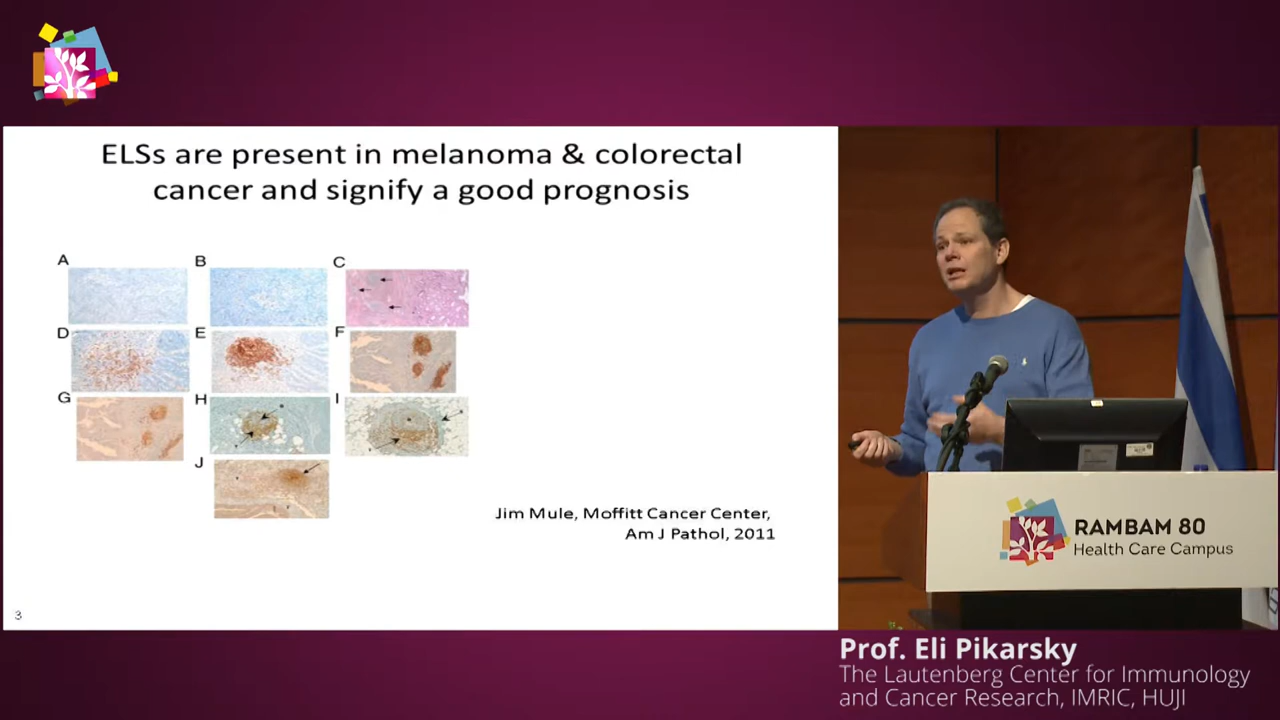 ELSs are present in melanoma & colorectal
cancer and signify a good prognosis
A
B
C
D
E
F
G
H
I
J
Jim Mule, Moffitt Cancer Center,
Am J Pathol, 2011
3
RAMBAM 80
Health Care Campus
Prof. Eli Pikarsky
The Lautenberg Center for Immunology
and Cancer Research, IMRIC, HUJI